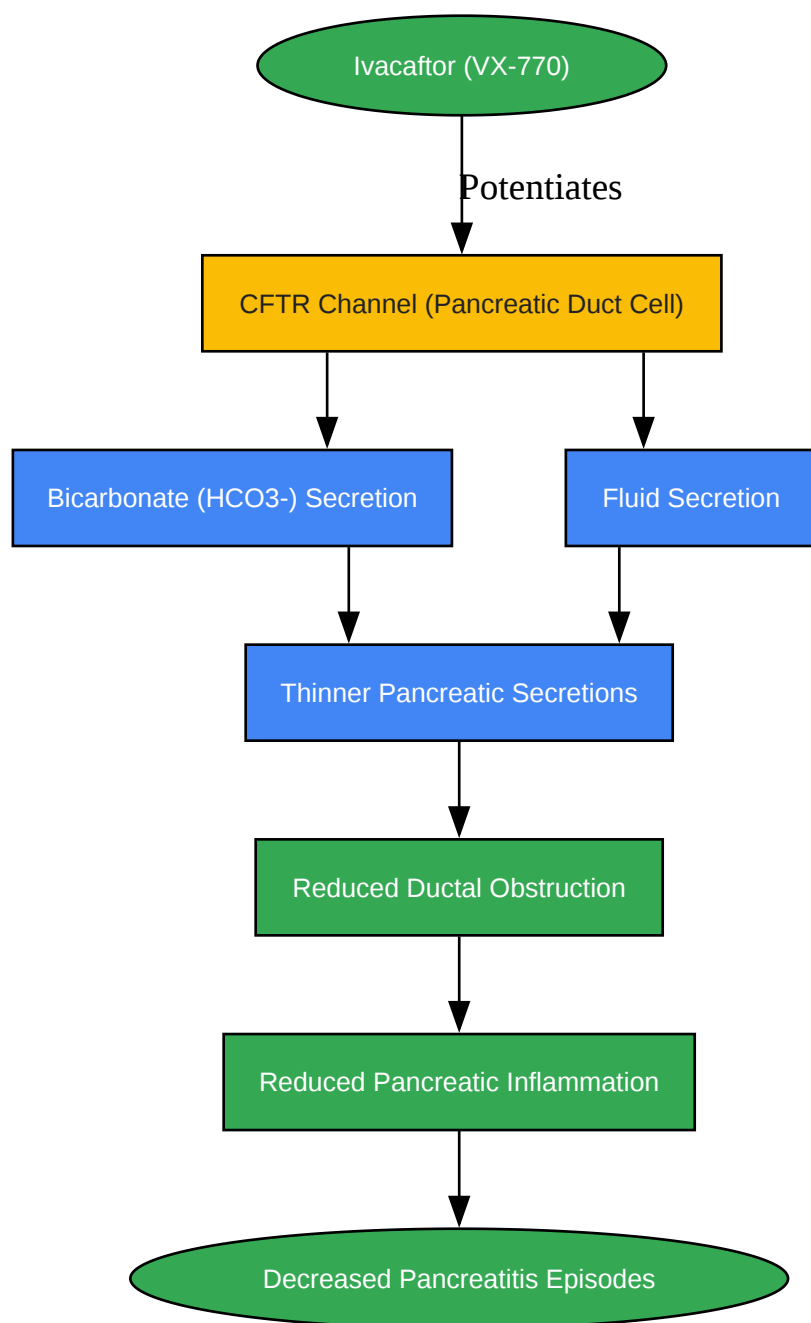 Ivacaftor (VX-770)
Potentiates
CFTR Channel (Pancreatic Duct Cell)
Bicarbonate (HCO3-) Secretion
Fluid Secretion
Thinner Pancreatic Secretions
Reduced Ductal Obstruction
Reduced Pancreatic Inflammation
Decreased Pancreatitis Episodes